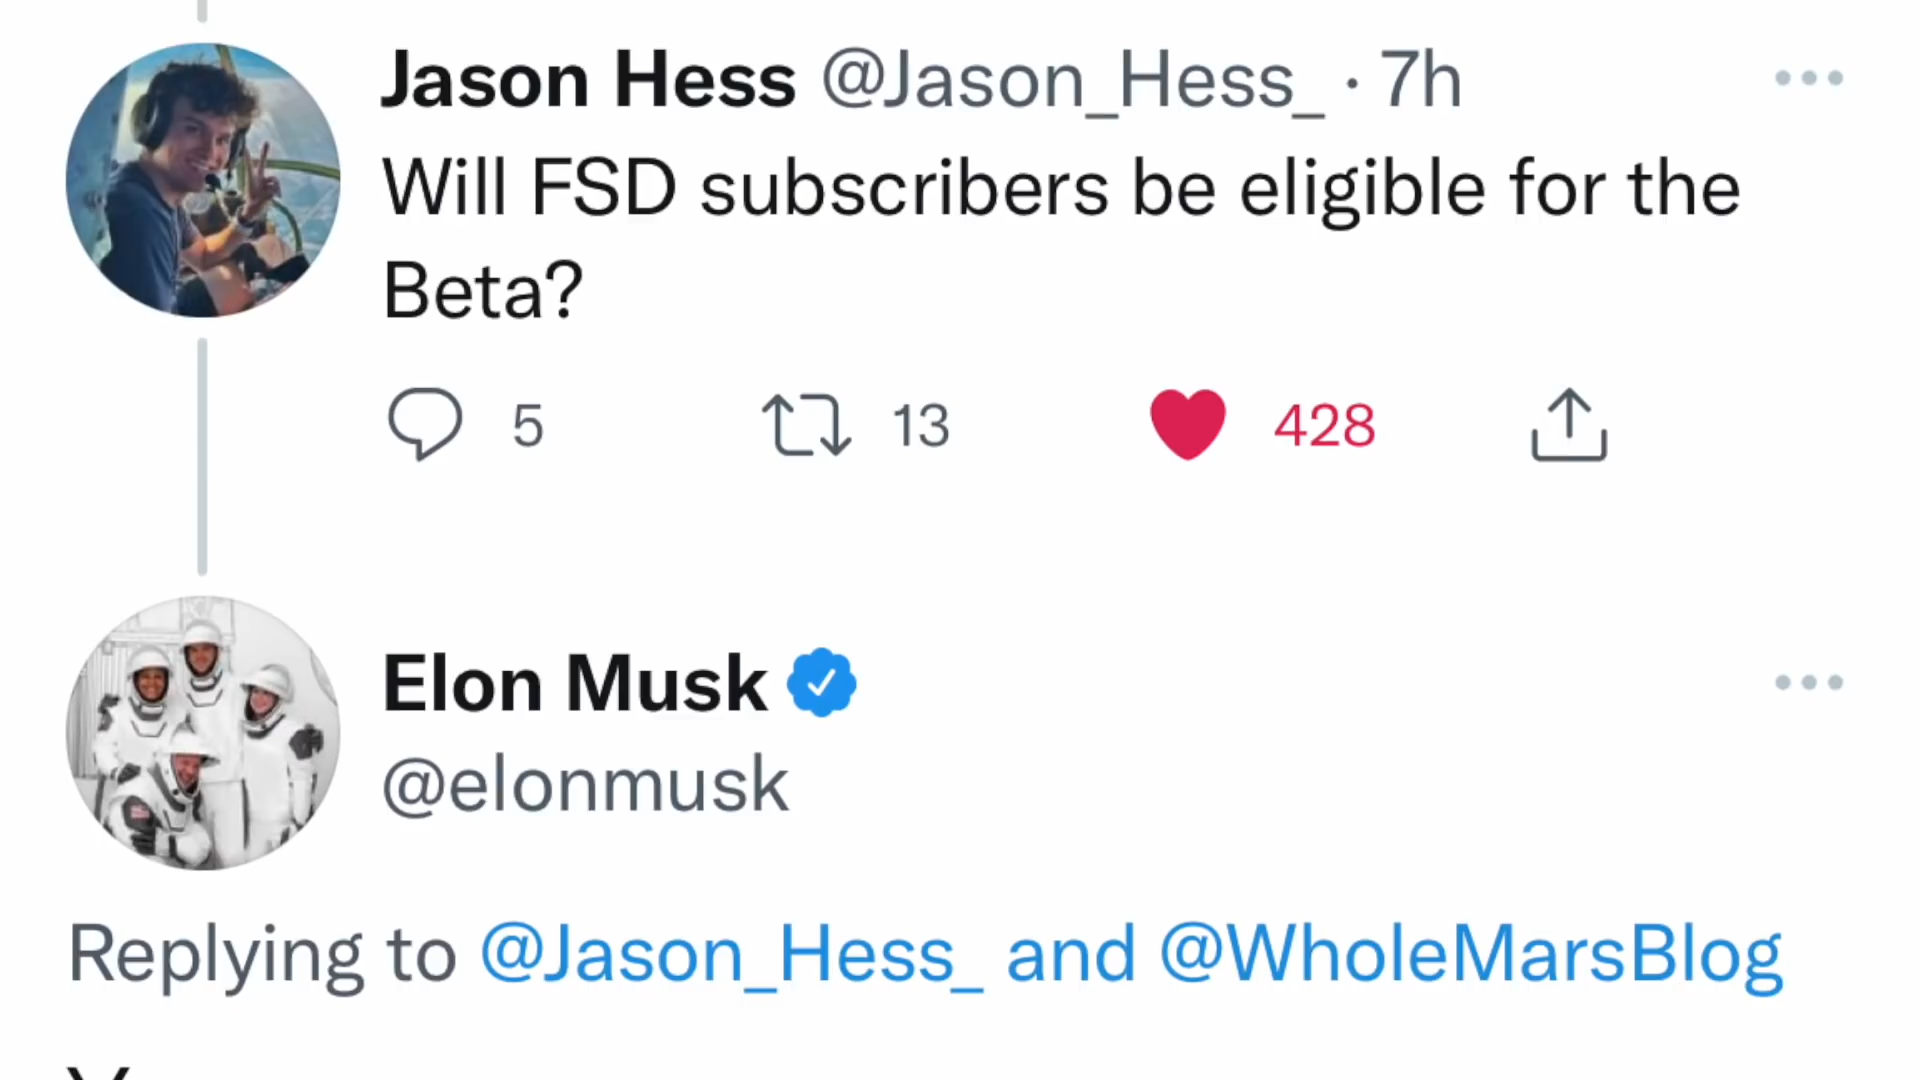 Jason Hess @Jason_Hess_ · 7h
Will FSD subscribers be eligible for the
Beta?
5 13 428
Elon Musk
@elonmusk
Replying to @Jason_Hess_ and @WholeMarsBlog